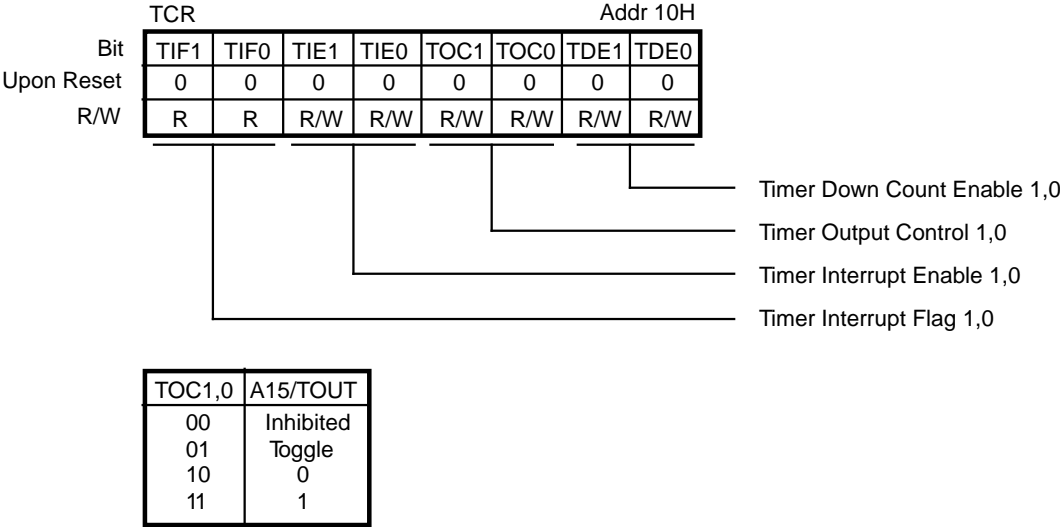 TCR Addr 10H
Bit TIF1 TIF0 TIE1 TIE0 TOC1 TOC0 TDE1 TDE0
Upon Reset 0 0 0 0 0 0 0 0
R/W R R R/W R/W R/W R/W R/W R/W
Timer Down Count Enable 1,0
Timer Output Control 1,0
Timer Interrupt Enable 1,0
Timer Interrupt Flag 1,0
TOC1,0 A15/TOUT
00 Inhibited
01 Toggle
10 0
11 1